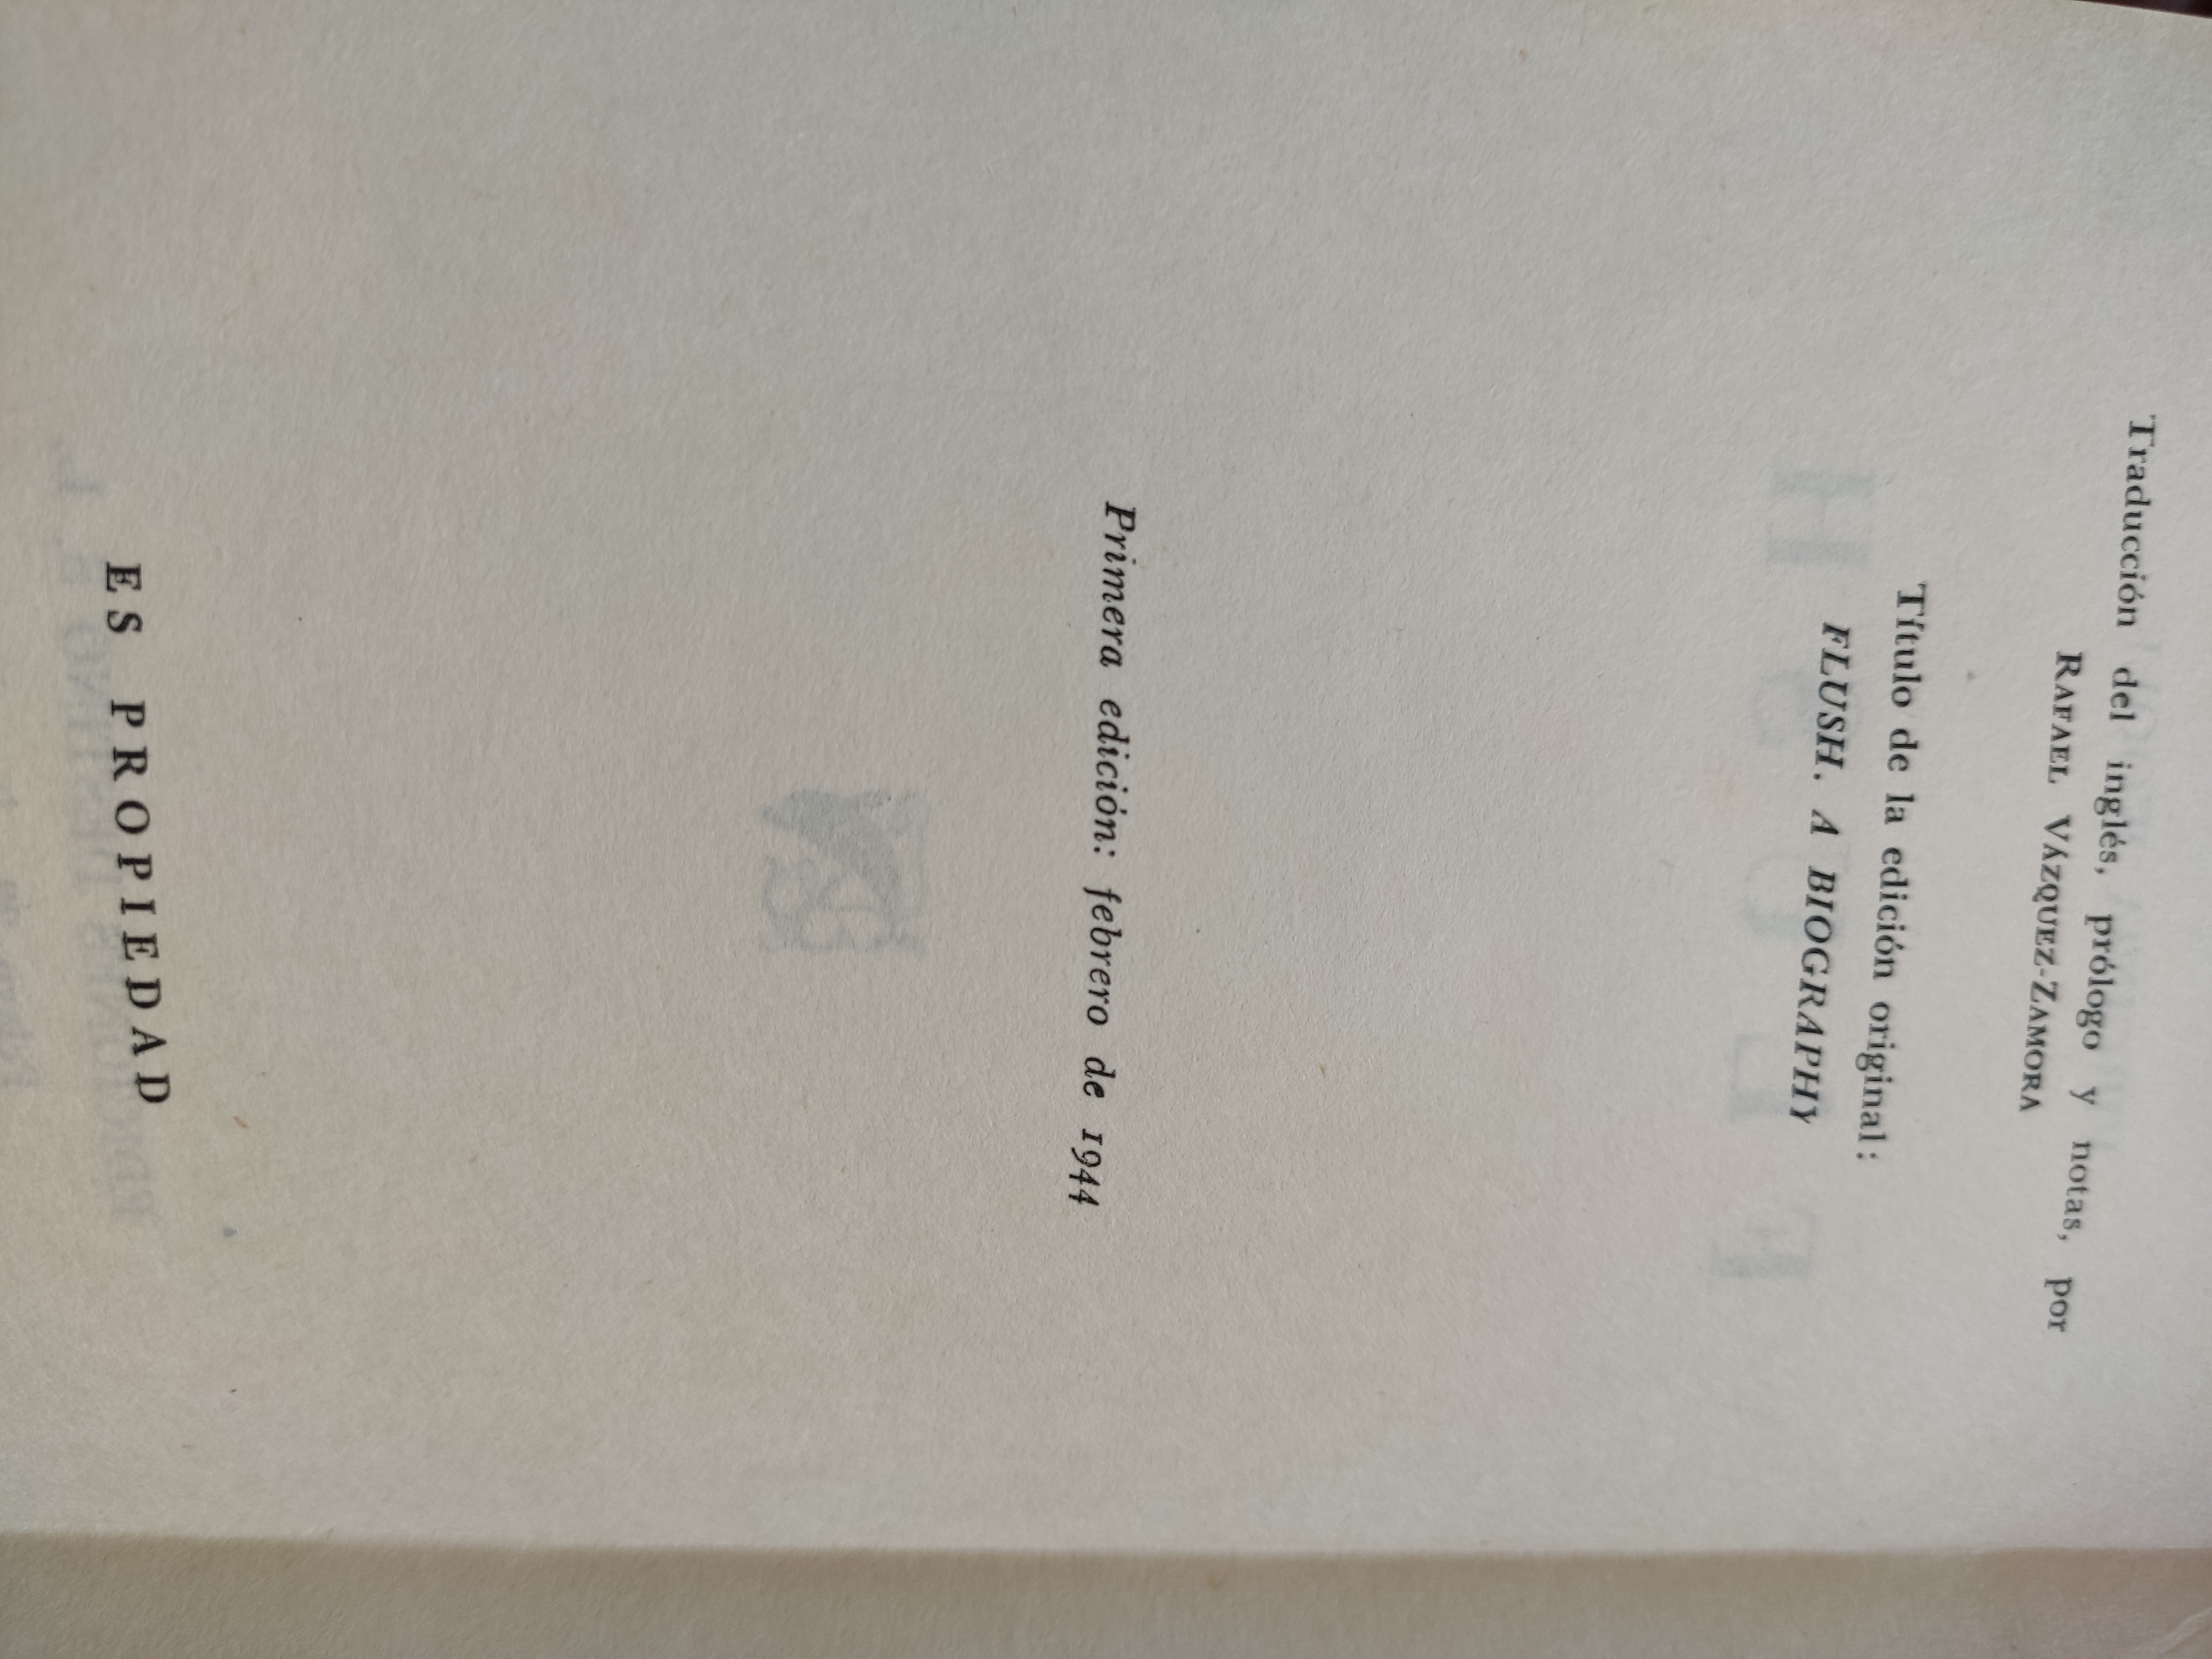 Traducción del inglés, prólogo y notas, por
RAFAEL VÁZQUEZ-ZAMORA
Título de la edición original:
FLUSH. A BIOGRAPHY
Primera edición: febrero de 1944
ES PROPIEDAD